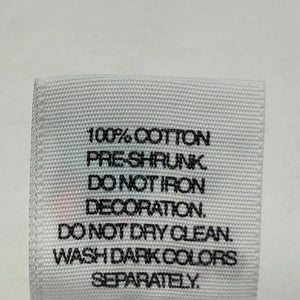 100% COTTON
PRE-SHRUNK.
DO NOT IRON
DECORATION.
DO NOT DRY CLEAN.
WASH DARK COLORS
SEPARATELY.